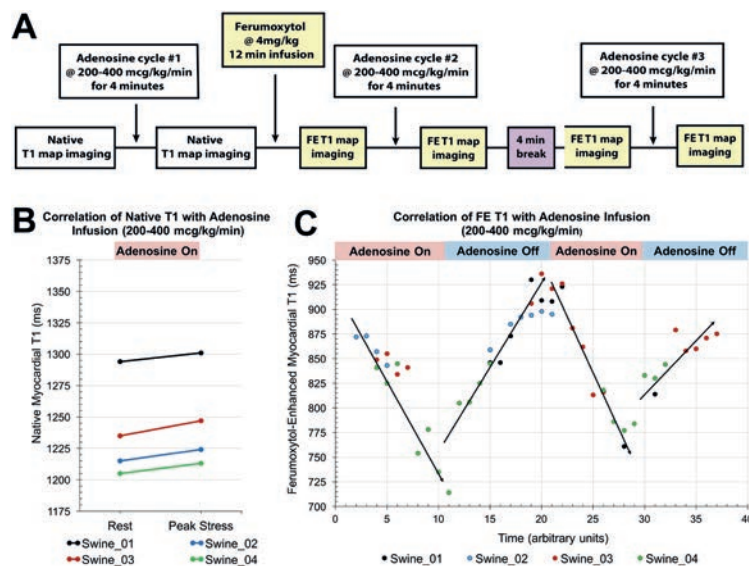 A
Ferumoxytol
@ 4mg/kg
12 min infusion
Adenosine cycle #1
@ 200-400 mcg/kg/min
for 4 minutes
Adenosine cycle #2
@ 200-400 mcg/kg/min
for 4 minutes
Adenosine cycle #3
@ 200-400 mcg/kg/min
for 4 minutes
Native
T1 map imaging
Native
T1 map imaging
FE T1 map
imaging
FE T1 map
imaging
4 min
break
FE T1 map
imaging
FE T1 map
imaging
B
Correlation of Native T1 with Adenosine
Infusion (200-400 mcg/kg/min)
Adenosine On
Native Myocardial T1 (ms)
1375
1350
1325
1300
1275
1250
1225
1200
1175
Rest
Peak Stress
Swine_01
Swine_02
Swine_03
Swine_04
C
Correlation of FE T1 with Adenosine Infusion
(200-400 mcg/kg/min)
Adenosine On
Adenosine Off
Adenosine On
Adenosine Off
Ferumoxytol-Enhanced Myocardial T1 (ms)
950
925
900
875
850
825
800
775
750
725
700
0
10
20
30
40
Time (arbitrary units)
Swine_01
Swine_02
Swine_03
Swine_04